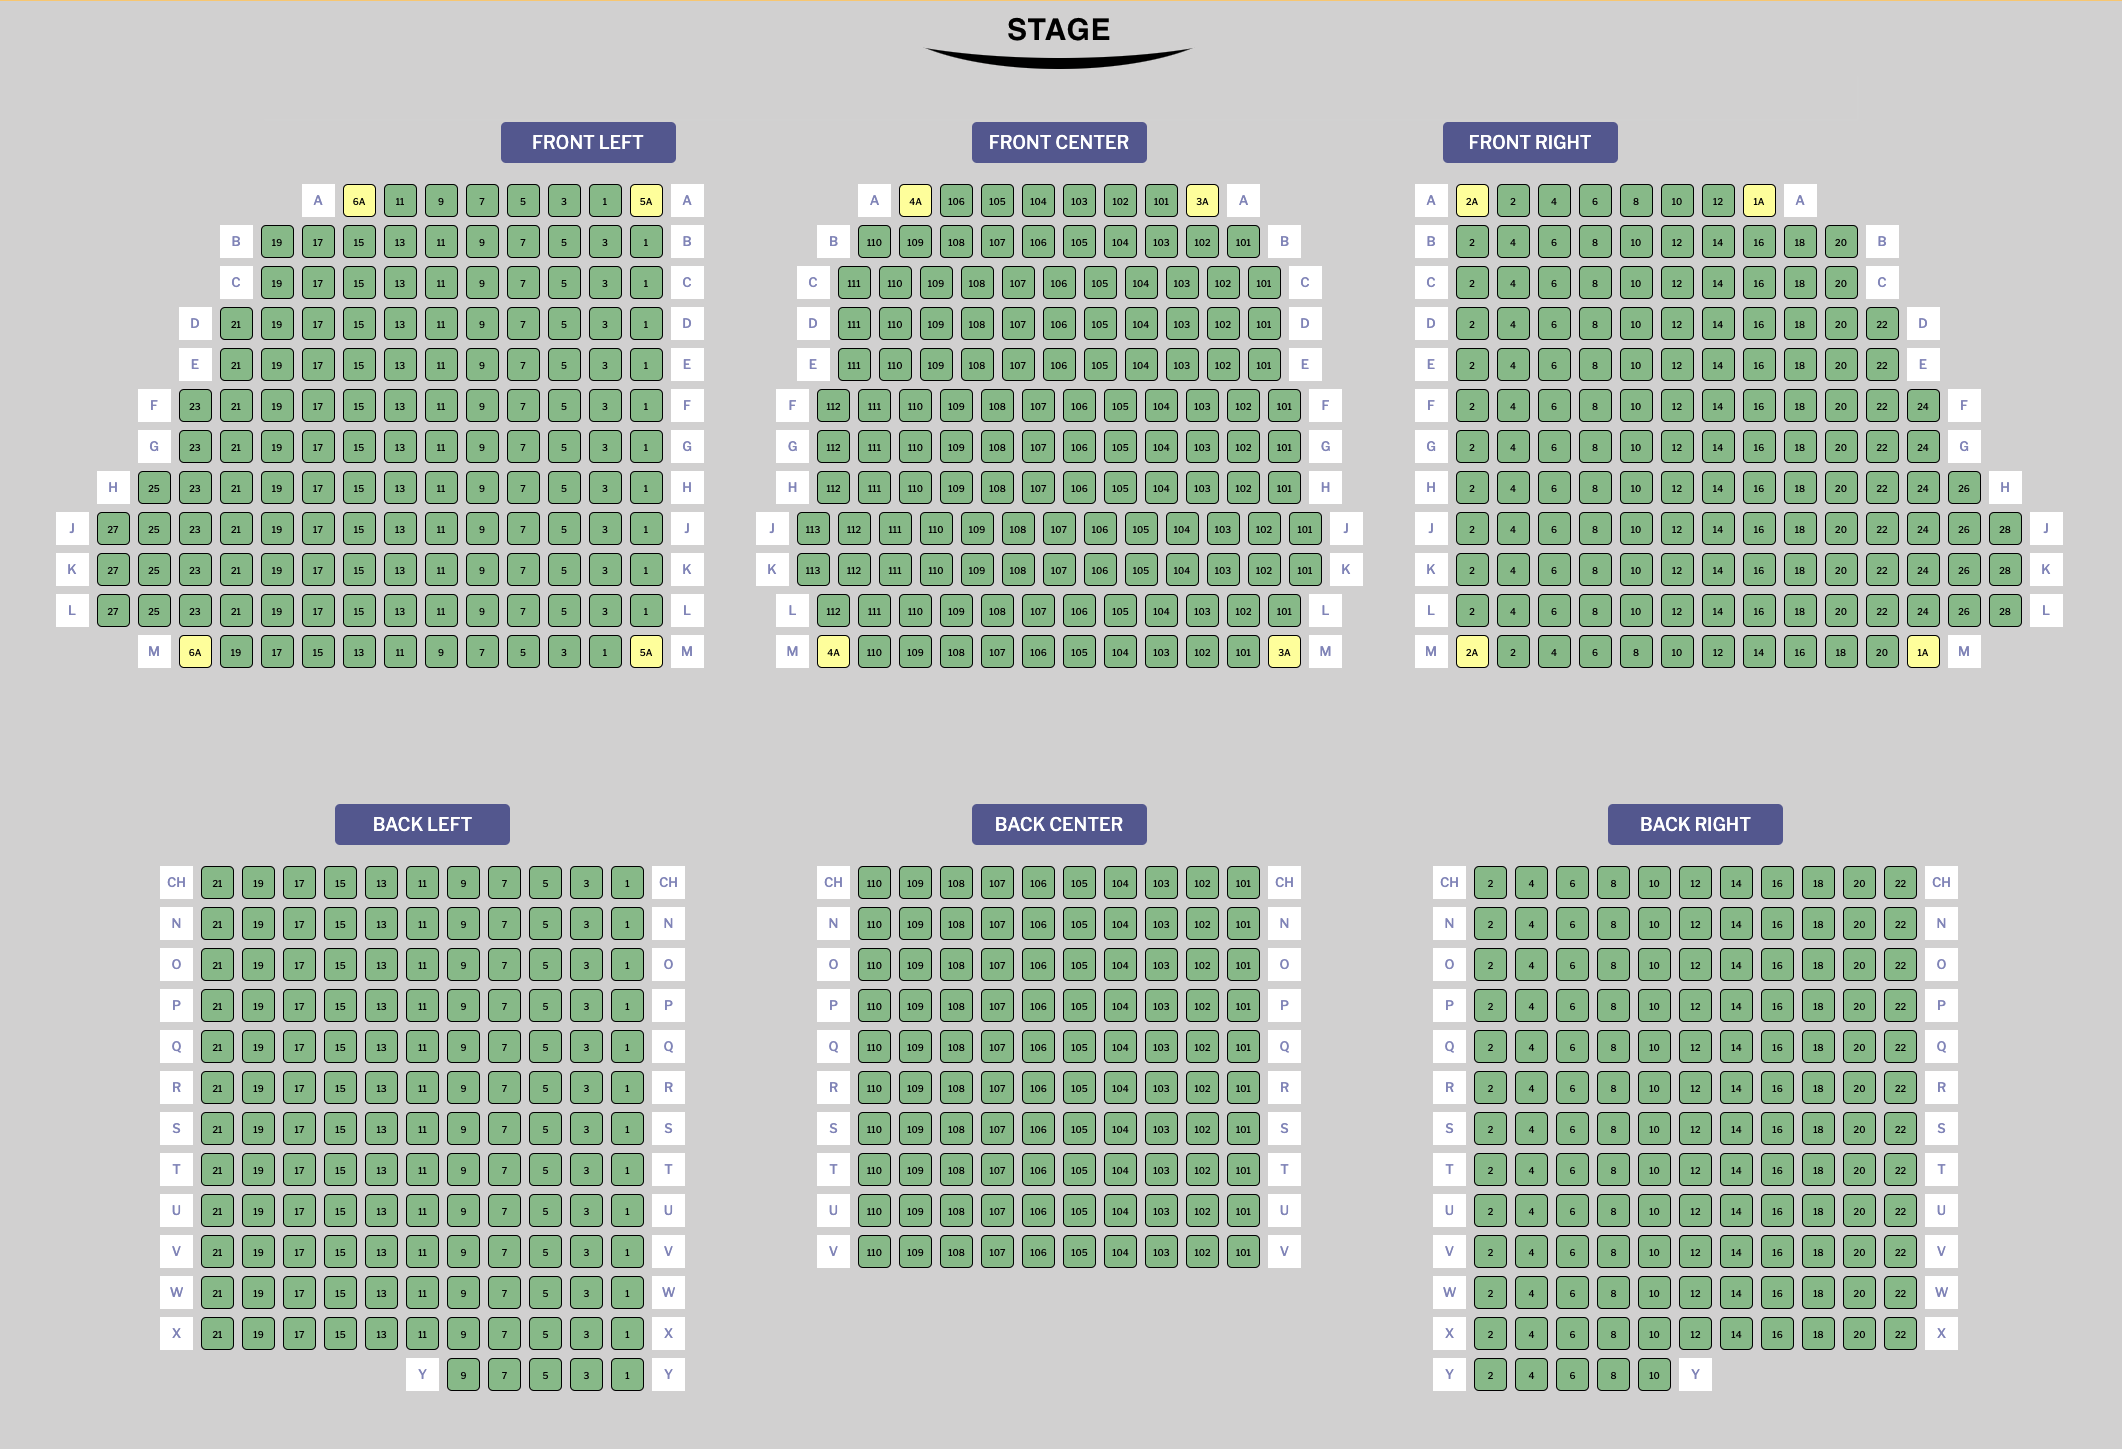 STAGE
FRONT LEFT FRONT CENTER FRONT RIGHT
A 6A 11 9 7 5 3 1 5A A A 4A 106 105 104 103 102 101 3A A A 2A 2 4 6 8 10 12 1A A
B 19 17 15 13 11 9 7 5 3 1 B B 110 109 108 107 106 105 104 103 102 101 B B 2 4 6 8 10 12 14 16 18 20 B
C 19 17 15 13 11 9 7 5 3 1 C C 111 110 109 108 107 106 105 104 103 102 101 C C 2 4 6 8 10 12 14 16 18 20 C
D 21 19 17 15 13 11 9 7 5 3 1 D D 111 110 109 108 107 106 105 104 103 102 101 D D 2 4 6 8 10 12 14 16 18 20 22 D
E 21 19 17 15 13 11 9 7 5 3 1 E E 111 110 109 108 107 106 105 104 103 102 101 E E 2 4 6 8 10 12 14 16 18 20 22 E
F 23 21 19 17 15 13 11 9 7 5 3 1 F F 112 111 110 109 108 107 106 105 104 103 102 101 F F 2 4 6 8 10 12 14 16 18 20 22 24 F
G 23 21 19 17 15 13 11 9 7 5 3 1 G G 112 111 110 109 108 107 106 105 104 103 102 101 G G 2 4 6 8 10 12 14 16 18 20 22 24 G
H 25 23 21 19 17 15 13 11 9 7 5 3 1 H H 112 111 110 109 108 107 106 105 104 103 102 101 H H 2 4 6 8 10 12 14 16 18 20 22 24 26 H
J 27 25 23 21 19 17 15 13 11 9 7 5 3 1 J J 113 112 111 110 109 108 107 106 105 104 103 102 101 J J 2 4 6 8 10 12 14 16 18 20 22 24 26 28 J
K 27 25 23 21 19 17 15 13 11 9 7 5 3 1 K K 113 112 111 110 109 108 107 106 105 104 103 102 101 K K 2 4 6 8 10 12 14 16 18 20 22 24 26 28 K
L 27 25 23 21 19 17 15 13 11 9 7 5 3 1 L L 112 111 110 109 108 107 106 105 104 103 102 101 L L 2 4 6 8 10 12 14 16 18 20 22 24 26 28 L
M 6A 19 17 15 13 11 9 7 5 3 1 5A M M 4A 110 109 108 107 106 105 104 103 102 101 3A M M 2A 2 4 6 8 10 12 14 16 18 20 1A M
BACK LEFT BACK CENTER BACK RIGHT
CH 21 19 17 15 13 11 9 7 5 3 1 CH CH 110 109 108 107 106 105 104 103 102 101 CH CH 2 4 6 8 10 12 14 16 18 20 22 CH
N 21 19 17 15 13 11 9 7 5 3 1 N N 110 109 108 107 106 105 104 103 102 101 N N 2 4 6 8 10 12 14 16 18 20 22 N
O 21 19 17 15 13 11 9 7 5 3 1 O O 110 109 108 107 106 105 104 103 102 101 O O 2 4 6 8 10 12 14 16 18 20 22 O
P 21 19 17 15 13 11 9 7 5 3 1 P P 110 109 108 107 106 105 104 103 102 101 P P 2 4 6 8 10 12 14 16 18 20 22 P
Q 21 19 17 15 13 11 9 7 5 3 1 Q Q 110 109 108 107 106 105 104 103 102 101 Q Q 2 4 6 8 10 12 14 16 18 20 22 Q
R 21 19 17 15 13 11 9 7 5 3 1 R R 110 109 108 107 106 105 104 103 102 101 R R 2 4 6 8 10 12 14 16 18 20 22 R
S 21 19 17 15 13 11 9 7 5 3 1 S S 110 109 108 107 106 105 104 103 102 101 S S 2 4 6 8 10 12 14 16 18 20 22 S
T 21 19 17 15 13 11 9 7 5 3 1 T T 110 109 108 107 106 105 104 103 102 101 T T 2 4 6 8 10 12 14 16 18 20 22 T
U 21 19 17 15 13 11 9 7 5 3 1 U U 110 109 108 107 106 105 104 103 102 101 U U 2 4 6 8 10 12 14 16 18 20 22 U
V 21 19 17 15 13 11 9 7 5 3 1 V V 110 109 108 107 106 105 104 103 102 101 V V 2 4 6 8 10 12 14 16 18 20 22 V
W 21 19 17 15 13 11 9 7 5 3 1 W W 2 4 6 8 10 12 14 16 18 20 22 W
X 21 19 17 15 13 11 9 7 5 3 1 X X 2 4 6 8 10 12 14 16 18 20 22 X
Y 9 7 5 3 1 Y Y 2 4 6 8 10 Y